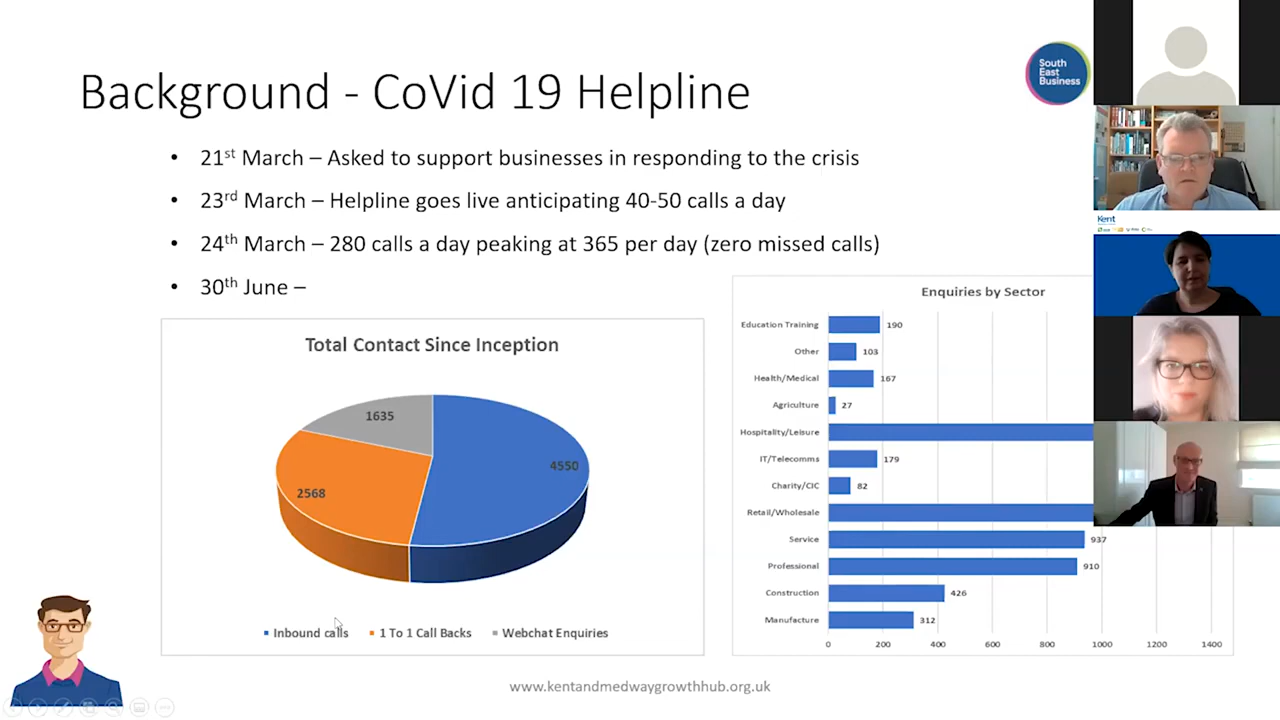 Background - CoVid 19 Helpline
South
East
Business
• 21st March – Asked to support businesses in responding to the crisis
• 23rd March – Helpline goes live anticipating 40-50 calls a day
• 24th March – 280 calls a day peaking at 365 per day (zero missed calls)
• 30th June –
Total Contact Since Inception
1635
4550
2568
Inbound calls
1 To 1 Call Backs
Webchat Enquiries
Enquiries by Sector
Education Training 190
Other 103
Health/Medical 167
Agriculture 27
Hospitality/Leisure
IT/Telecomms 179
Charity/CIC 82
Retail/Wholesale
Service 937
Professional 910
Construction 426
Manufacture 312
0 200 400 600 800 1000 1200 1400
www.kentandmedwaygrowthhub.org.uk
Kent